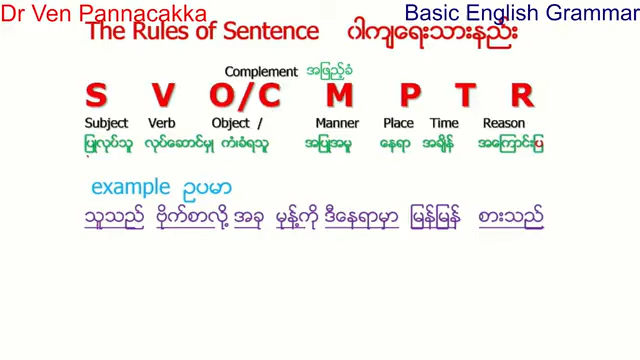 Dr Ven Pannacakka Basic English Grammar
The Rules of Sentence ဝါကျရေးသားနည်း
Complement အဖြည့်ခံ
S V O/C M P T R
Subject Verb Object / Manner Place Time Reason
ပြုလုပ်သူ လုပ်ဆောင်မှု ကံ၊ခံရသူ အပြုအမူ နေရာ အချိန် အကြောင်းပြ
example ဥပမာ
သူသည် ဗိုက်စာလို့ အခု မုန့်ကို ဒီနေရာမှာ မြန်မြန် စားသည်